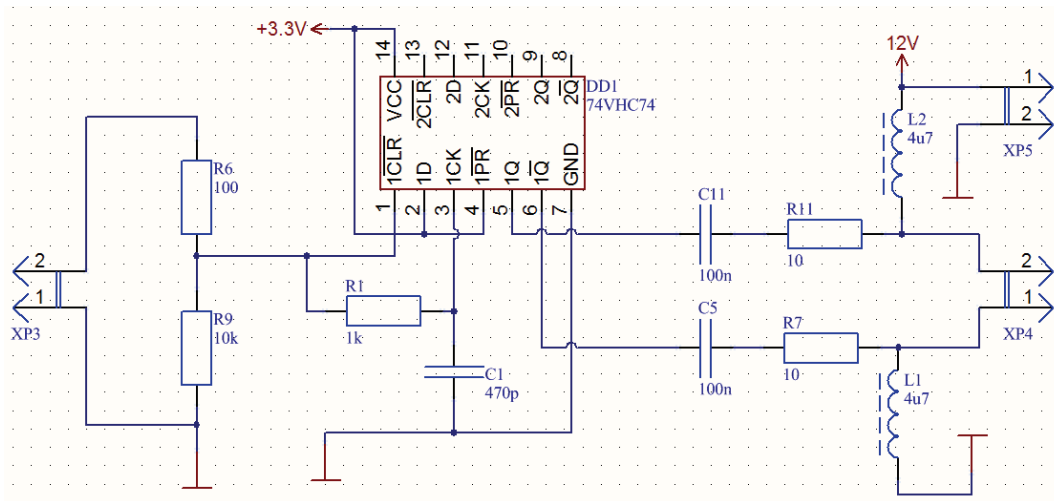 +3.3V
14
13
12
11
10
9
8
12V
1
2
XP5
VCC
2CLR
2D
2CK
2PR
2Q
2Q
DD1
74VHC74
L2
4u7
1CLR
1D
1CK
1PR
1Q
1Q
GND
R6
100
1
2
3
4
5
6
7
C11
100n
R11
10
2
1
XP3
2
1
XP4
R1
1k
R9
10k
C5
100n
R7
10
C1
470p
L1
4u7